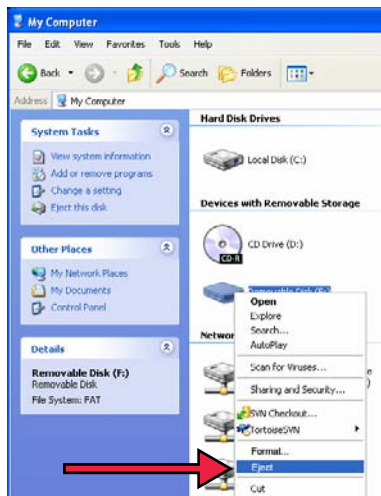 My Computer
File Edit View Favorites Tools Help
Back Search Folders
Address My Computer
System Tasks
View system information
Add or remove programs
Change a setting
Eject this disk
Other Places
My Network Places
My Documents
Control Panel
Details
Removable Disk (F:)
Removable Disk
File System: FAT
Hard Disk Drives
Local Disk (C:)
Devices with Removable Storage
CD-R
CD Drive (D:)
Removable Disk (F:)
Networ
Open
Explore
Search...
AutoPlay
Scan for Viruses...
Sharing and Security...
SVN Checkout...
TortoiseSVN
Format...
Eject
Cut
e
)